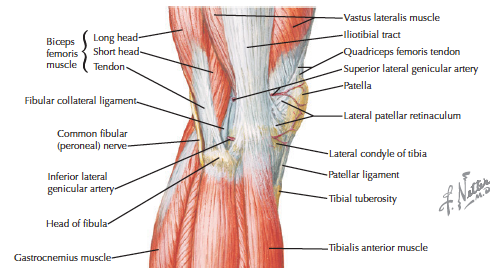 Biceps
femoris
muscle
Long head
Short head
Tendon
Fibular collateral ligament
Common fibular
(peroneal) nerve
Inferior lateral
genicular artery
Head of fibula
Gastrocnemius muscle
Vastus lateralis muscle
Iliotibial tract
Quadriceps femoris tendon
Superior lateral genicular artery
Patella
Lateral patellar retinaculum
Lateral condyle of tibia
Patellar ligament
Tibial tuberosity
Tibialis anterior muscle
F. Netter
M.D.